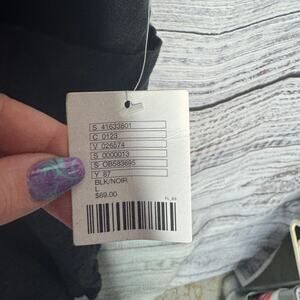 S 41633801
C 0123
V 026574
S 0000013
S OB583695
Y 87
BLK/NOIR
L
$69.00